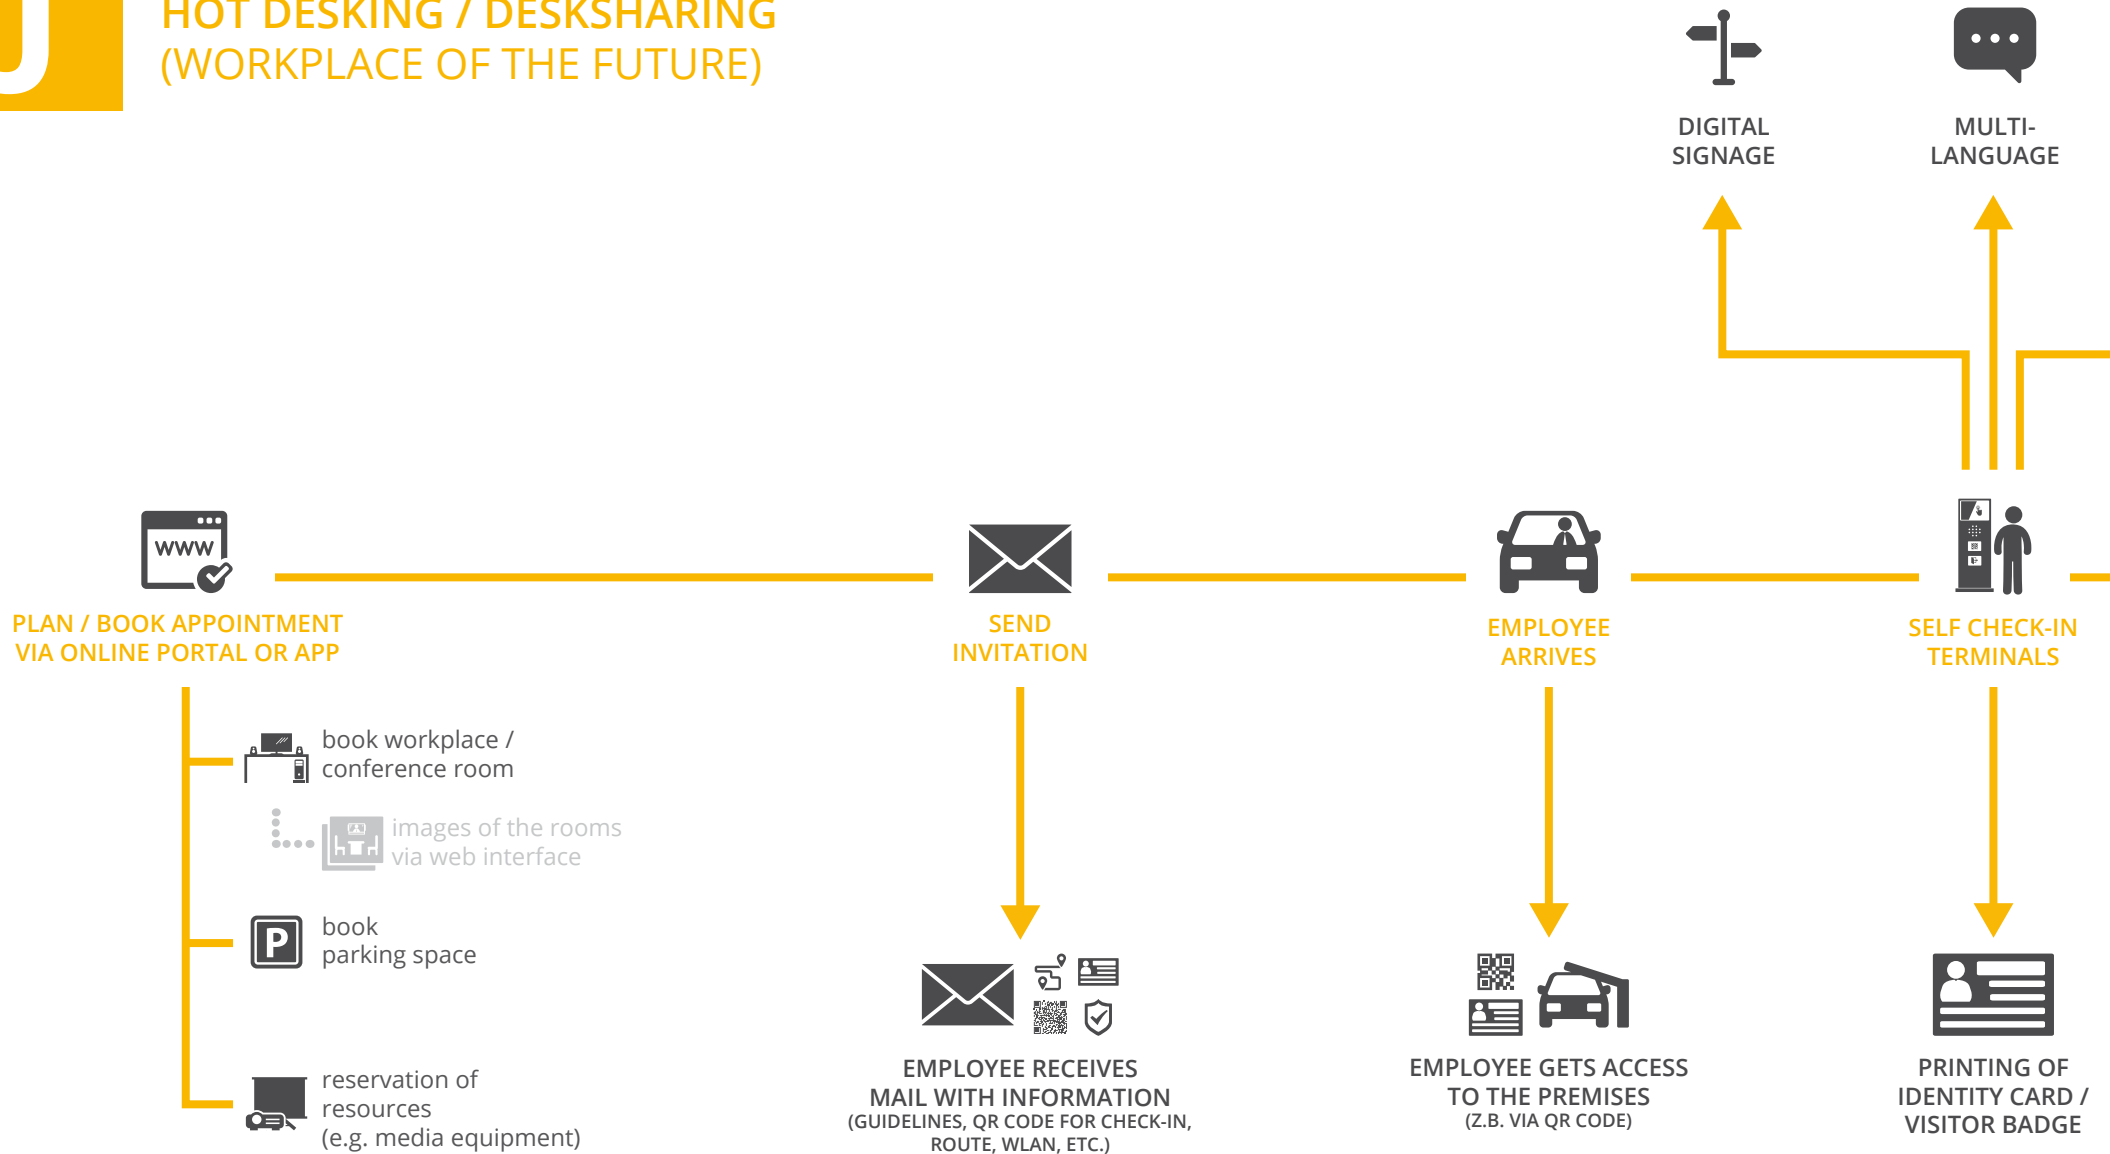 HOT DESKING / DESKSHARING
(WORKPLACE OF THE FUTURE)
DIGITAL
SIGNAGE
MULTI-
LANGUAGE
WWW
PLAN / BOOK APPOINTMENT
VIA ONLINE PORTAL OR APP
SEND
INVITATION
EMPLOYEE
ARRIVES
SELF CHECK-IN
TERMINALS
book workplace /
conference room
images of the rooms
via web interface
P
book
parking space
reservation of
resources
(e.g. media equipment)
EMPLOYEE RECEIVES
MAIL WITH INFORMATION
(GUIDELINES, QR CODE FOR CHECK-IN,
ROUTE, WLAN, ETC.)
EMPLOYEE GETS ACCESS
TO THE PREMISES
(Z.B. VIA QR CODE)
PRINTING OF
IDENTITY CARD /
VISITOR BADGE